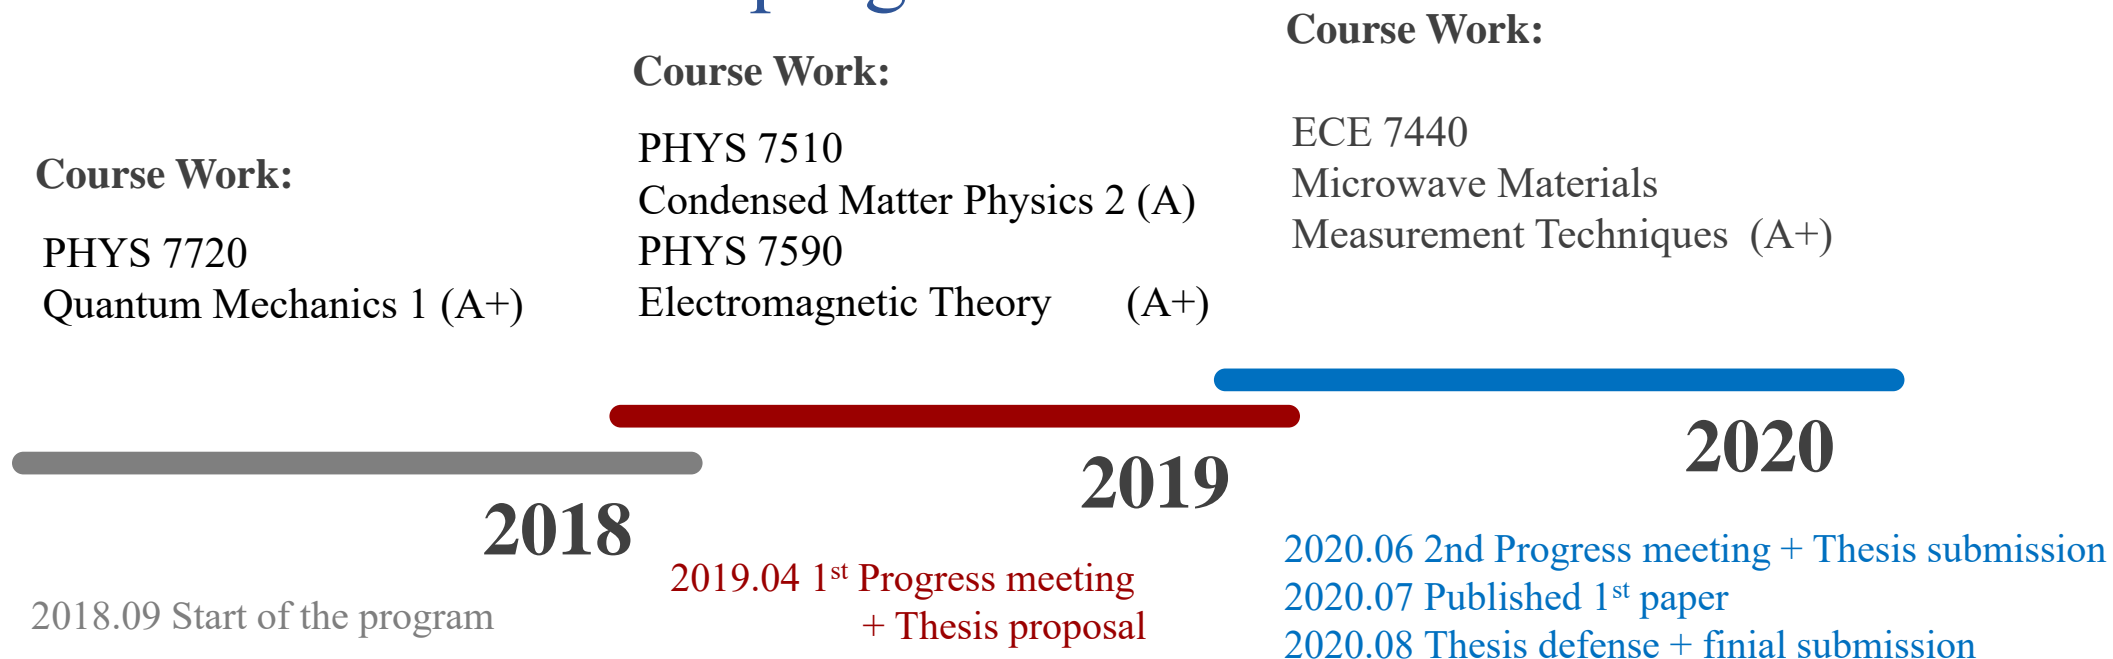 Course Work:
PHYS 7720
Quantum Mechanics 1 (A+)
2018
2018.09 Start of the program
Course Work:
PHYS 7510
Condensed Matter Physics 2 (A)
PHYS 7590
Electromagnetic Theory (A+)
2019
2019.04 1st Progress meeting
+ Thesis proposal
Course Work:
ECE 7440
Microwave Materials
Measurement Techniques (A+)
2020
2020.06 2nd Progress meeting + Thesis submission
2020.07 Published 1st paper
2020.08 Thesis defense + finial submission